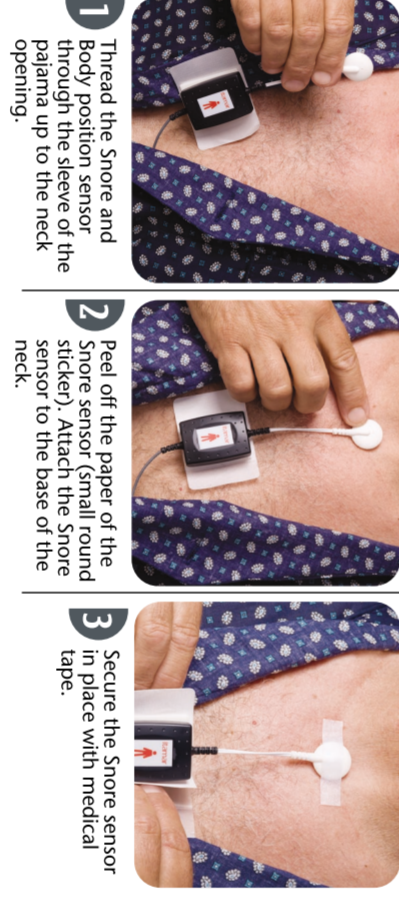 1
Thread the Snore and
Body position sensor
through the sleeve of the
pajama up to the neck
opening.
2
Peel off the paper of the
Snore sensor (small round
sticker). Attach the Snore
sensor to the base of the
neck.
3
Secure the Snore sensor
in place with medical
tape.